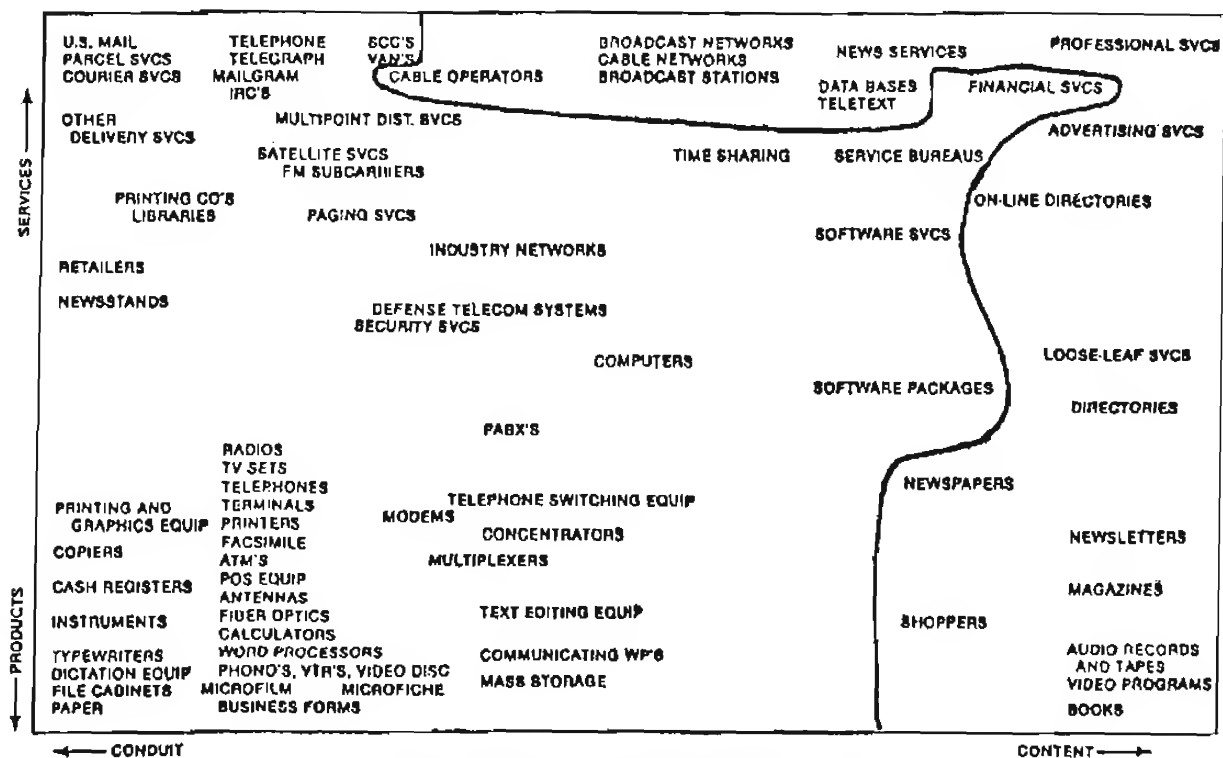 U.S. MAIL
PARCEL SVCS
COURIER SVCS
TELEPHONE
TELEGRAPH
MAILGRAM
IRC'S
SCC'S
VAN'S
CABLE OPERATORS
BROADCAST NETWORKS
CABLE NETWORKS
BROADCAST STATIONS
NEWS SERVICES
DATA BASES
TELETEXT
PROFESSIONAL SVCS
FINANCIAL SVCS
OTHER
DELIVERY SVCS
MULTIPOINT DIST. SVCS
ADVERTISING SVCS
SATELLITE SVCS
FM SUBCARRIERS
TIME SHARING
SERVICE BUREAUS
PRINTING CO'S
LIBRARIES
PAGING SVCS
ON-LINE DIRECTORIES
INDUSTRY NETWORKS
SOFTWARE SVCS
RETAILERS
NEWSSTANDS
DEFENSE TELECOM SYSTEMS
SECURITY SVCS
COMPUTERS
LOOSE-LEAF SVCS
SOFTWARE PACKAGES
DIRECTORIES
PABX'S
RADIOS
TV SETS
TELEPHONES
TERMINALS
PRINTERS
FACSIMILE
ATM'S
POS EQUIP
ANTENNAS
FIBER OPTICS
CALCULATORS
WORD PROCESSORS
PHONO'S, VTR'S, VIDEO DISC
MICROFILM MICROFICHE
BUSINESS FORMS
PRINTING AND
GRAPHICS EQUIP
COPIERS
CASH REGISTERS
INSTRUMENTS
TYPEWRITERS
DICTATION EQUIP
FILE CABINETS
PAPER
TELEPHONE SWITCHING EQUIP
MODEMS
CONCENTRATORS
MULTIPLEXERS
TEXT EDITING EQUIP
COMMUNICATING WP'S
MASS STORAGE
NEWSPAPERS
SHOPPERS
NEWSLETTERS
MAGAZINES
AUDIO RECORDS
AND TAPES
VIDEO PROGRAMS
BOOKS
SERVICES
PRODUCTS
CONDUIT
CONTENT